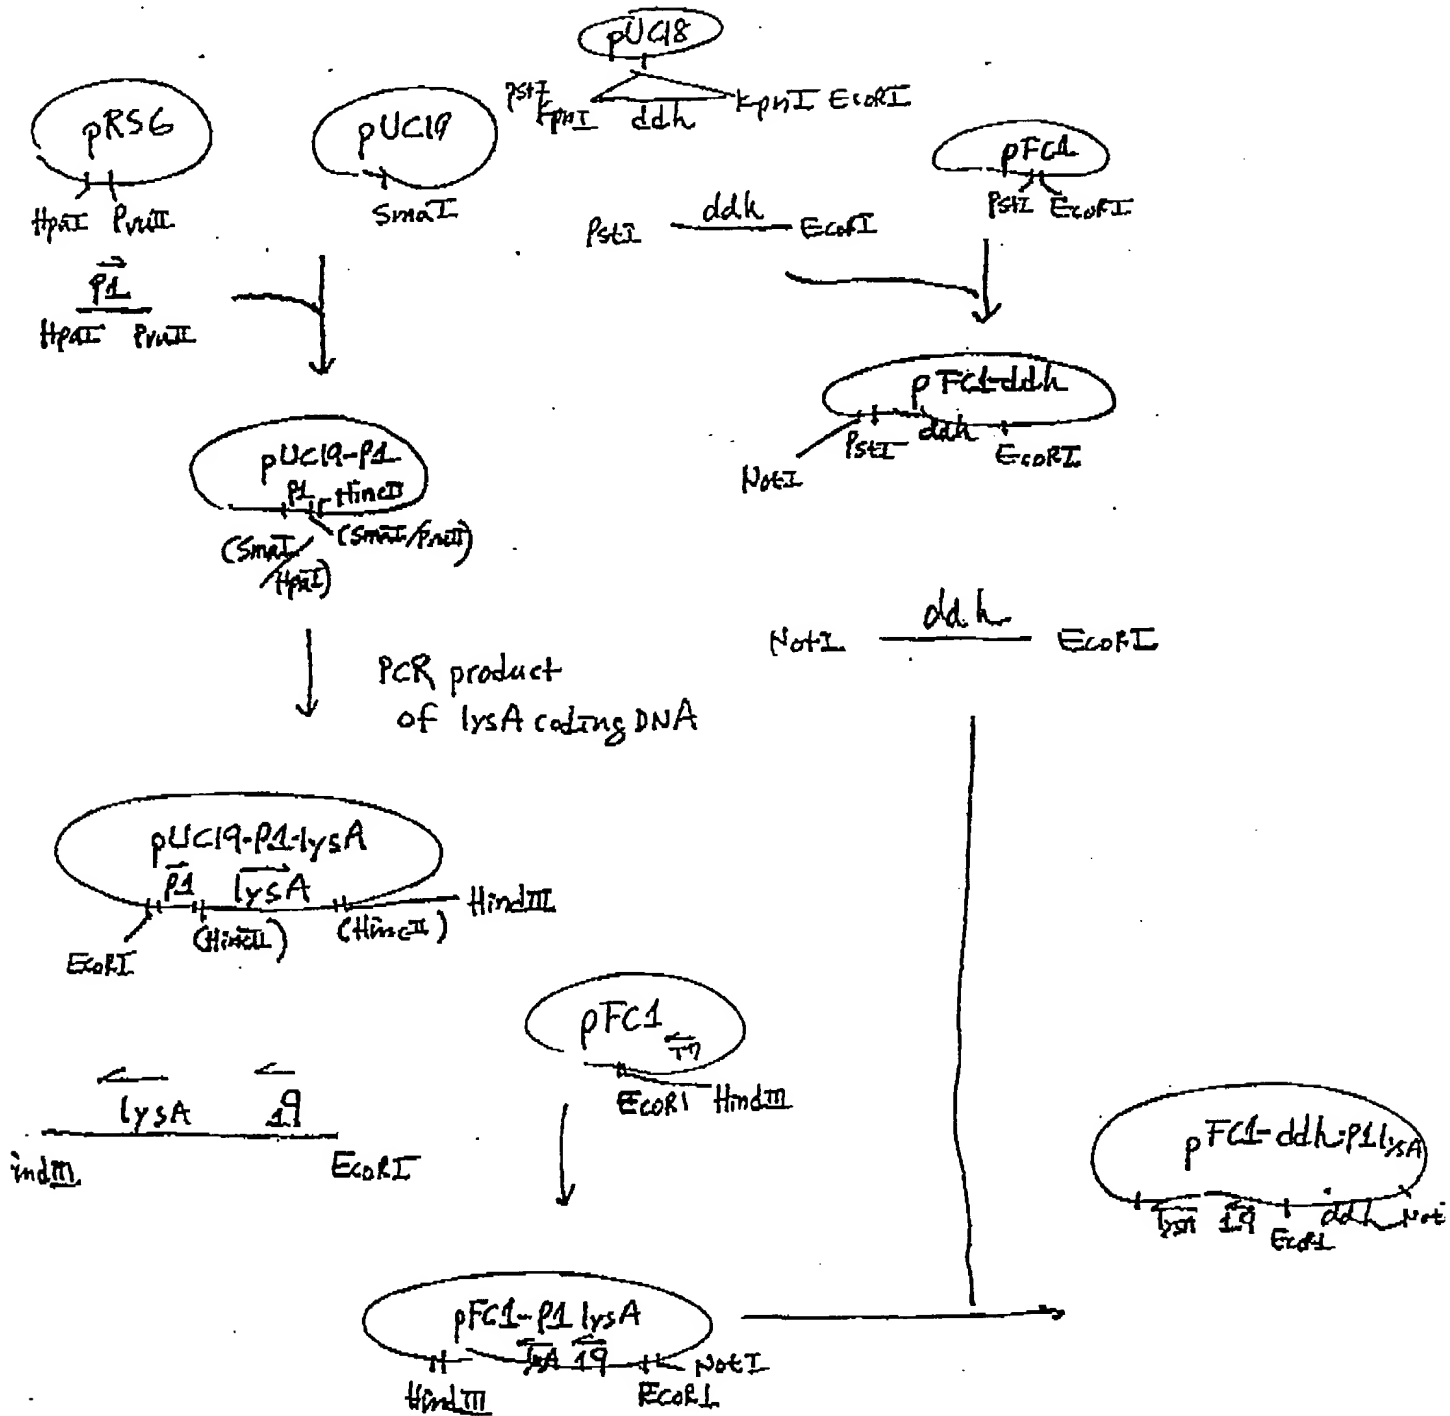 pUC18
pstI
KpnI ddh KpnI EcoRI
pRS6
HpaI PvuII
pUC19
SmaI
pFC1
PstI EcoRI
PstI ddh EcoRI
P1
HpaI PvuII
pFC1-ddh
NotI PstI ddh EcoRI
pUC19-P1
P1 HincII
(SmaI/HpaI) (SmaI/PvuII)
NotI ddh EcoRI
PCR product
of lysA coding DNA
pUC19-P1-lysA
P1 lysA
EcoRI (HincII) (HincII) HindIII
pFC1
EcoRI HindIII
lysA 19
indIII EcoRI
pFC1-ddh-P1lysA
lysA 19 EcoRI ddh Not
pFC1-P1 lysA
lysA 19 NotI
HindIII EcoRI